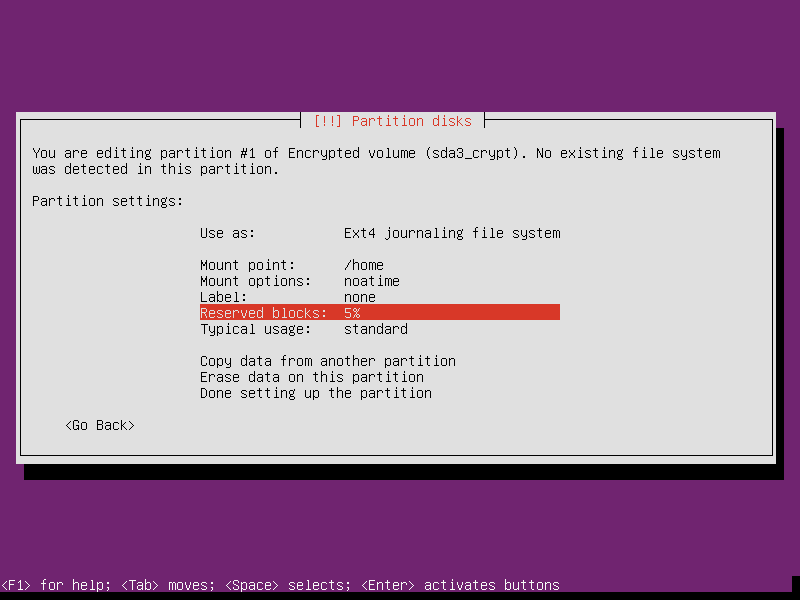 [!!] Partition disks
You are editing partition #1 of Encrypted volume (sda3_crypt). No existing file system
was detected in this partition.
Partition settings:
Use as: Ext4 journaling file system
Mount point: /home
Mount options: noatime
Label: none
Reserved blocks: 5%
Typical usage: standard
Copy data from another partition
Erase data on this partition
Done setting up the partition
<Go Back>
<F1> for help; <Tab> moves; <Space> selects; <Enter> activates buttons